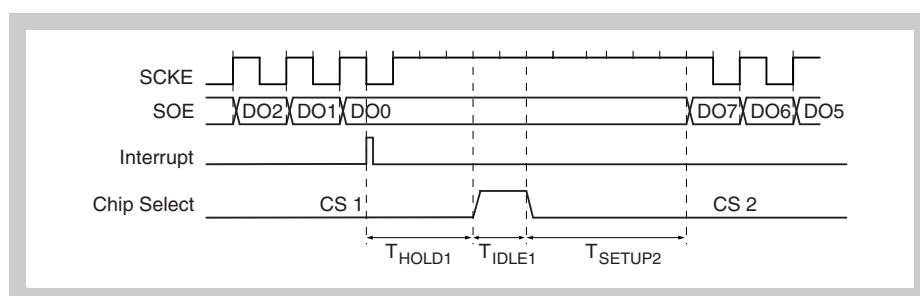 SCKE
SOE DO2 DO1 DO0 DO7 DO6 DO5
Interrupt
Chip Select CS 1 CS 2
THOLD1 TIDLE1 TSETUP2